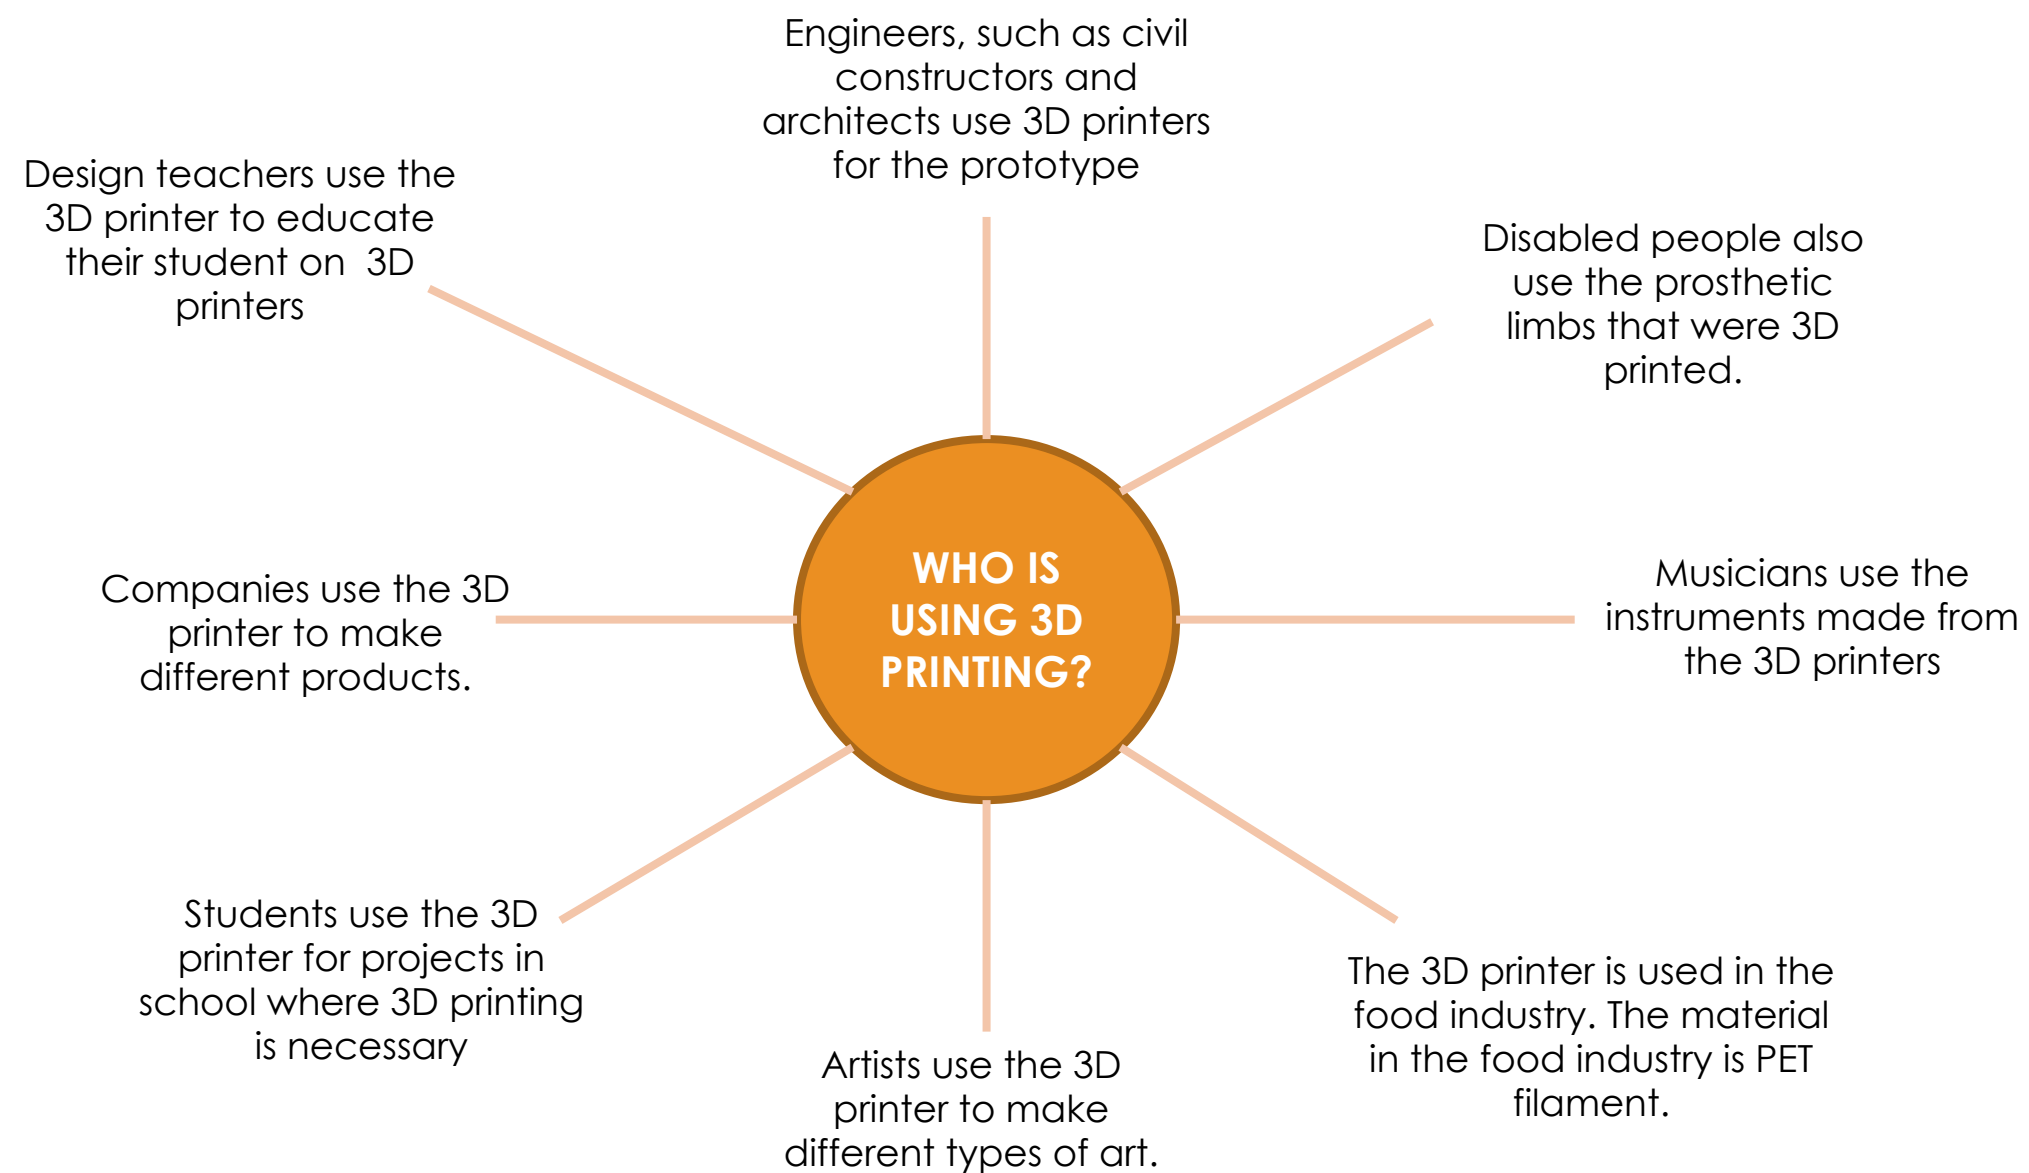 Engineers, such as civil
constructors and
architects use 3D printers
for the prototype
Design teachers use the
3D printer to educate
their student on  3D
printers
Disabled people also
use the prosthetic
limbs that were 3D
printed.
WHO IS
USING 3D
PRINTING?
Companies use the 3D
printer to make
different products.
Musicians use the
instruments made from
the 3D printers
Students use the 3D
printer for projects in
school where 3D printing
is necessary
The 3D printer is used in the
food industry. The material
in the food industry is PET
filament.
Artists use the 3D
printer to make
different types of art.